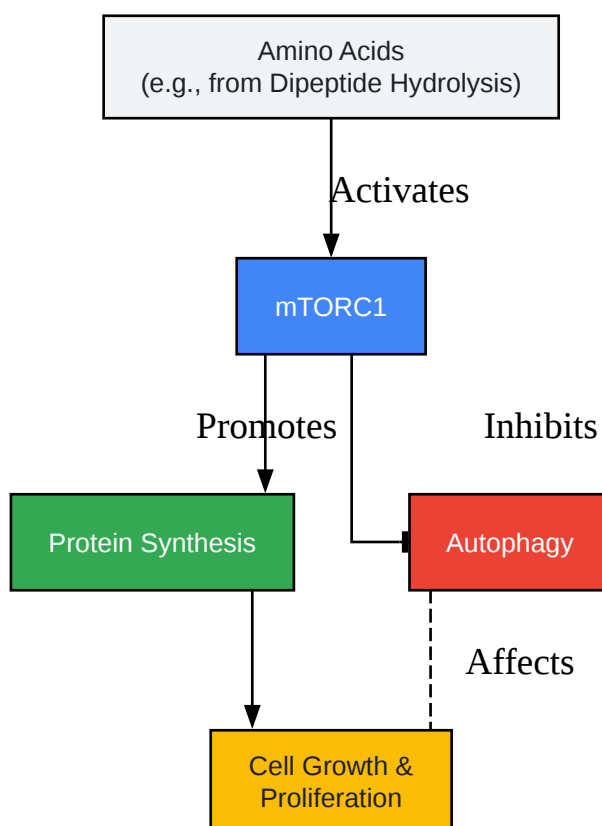 Amino Acids
(e.g., from Dipeptide Hydrolysis)
Activates
mTORC1
Promotes
Inhibits
Protein Synthesis
Autophagy
Affects
Cell Growth &
Proliferation